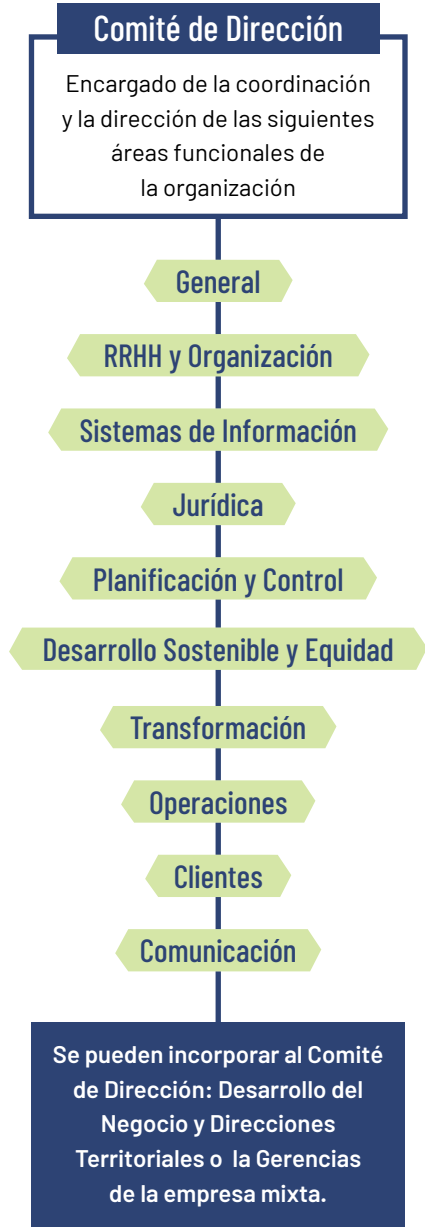 Comité de Dirección
Encargado de la coordinación
y la dirección de las siguientes
áreas funcionales de
la organización
General
RRHH y Organización
Sistemas de Información
Jurídica
Planificación y Control
Desarrollo Sostenible y Equidad
Transformación
Operaciones
Clientes
Comunicación
Se pueden incorporar al Comité
de Dirección: Desarrollo del
Negocio y Direcciones
Territoriales o la Gerencias
de la empresa mixta.